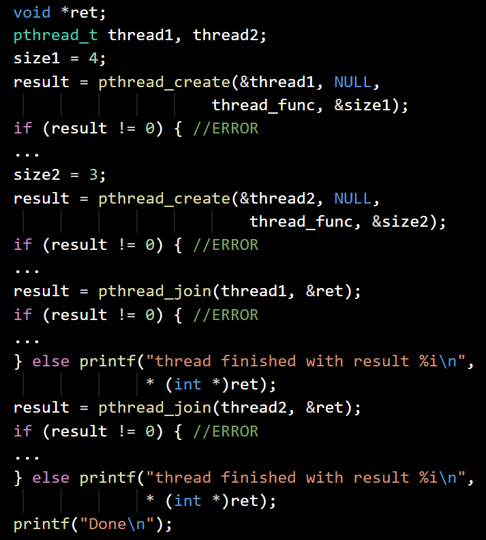 void *ret;
pthread_t thread1, thread2;
size1 = 4;
result = pthread_create(&thread1, NULL,
thread_func, &size1);
if (result != 0) { //ERROR
...
size2 = 3;
result = pthread_create(&thread2, NULL,
thread_func, &size2);
if (result != 0) { //ERROR
...
result = pthread_join(thread1, &ret);
if (result != 0) { //ERROR
...
} else printf("thread finished with result %i\n",
* (int *)ret);
result = pthread_join(thread2, &ret);
if (result != 0) { //ERROR
...
} else printf("thread finished with result %i\n",
* (int *)ret);
printf("Done\n");